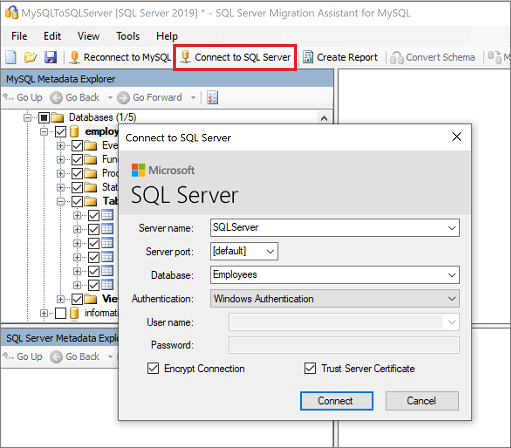 MySQLToSQLServer [SQL Server 2019] * - SQL Server Migration Assistant for MySQL
File Edit View Tools Help
Reconnect to MySQL Connect to SQL Server Create Report Convert Schema M
MySQL Metadata Explorer
Go Up Go Back Go Forward
Databases (1/5)
employ
Eve
Func
Proc
Stat
Tab
View
informatio
SQL Server Metadata Explo
Go Up Go Back
Connect to SQL Server
Microsoft
SQL Server
Server name: SQLServer
Server port: [default]
Database: Employees
Authentication: Windows Authentication
User name:
Password:
Encrypt Connection Trust Server Certificate
Connect Cancel